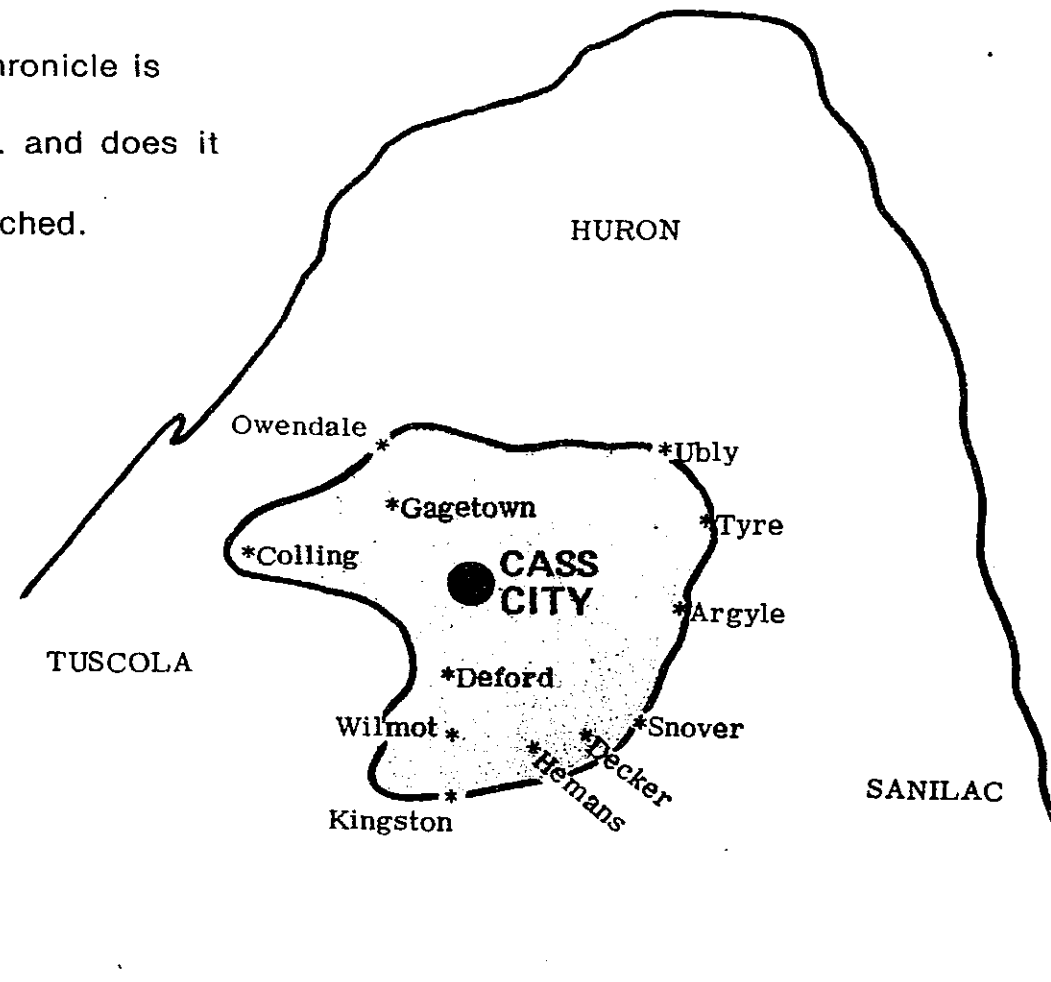 hronicle is
. and does it
ched.
HURON
Owendale
*Ubly
*Gagetown
*Tyre
*Colling
CASS
CITY
*Argyle
TUSCOLA
*Deford
Wilmot *
*Snover
*Decker
*Hemans
SANILAC
Kingston